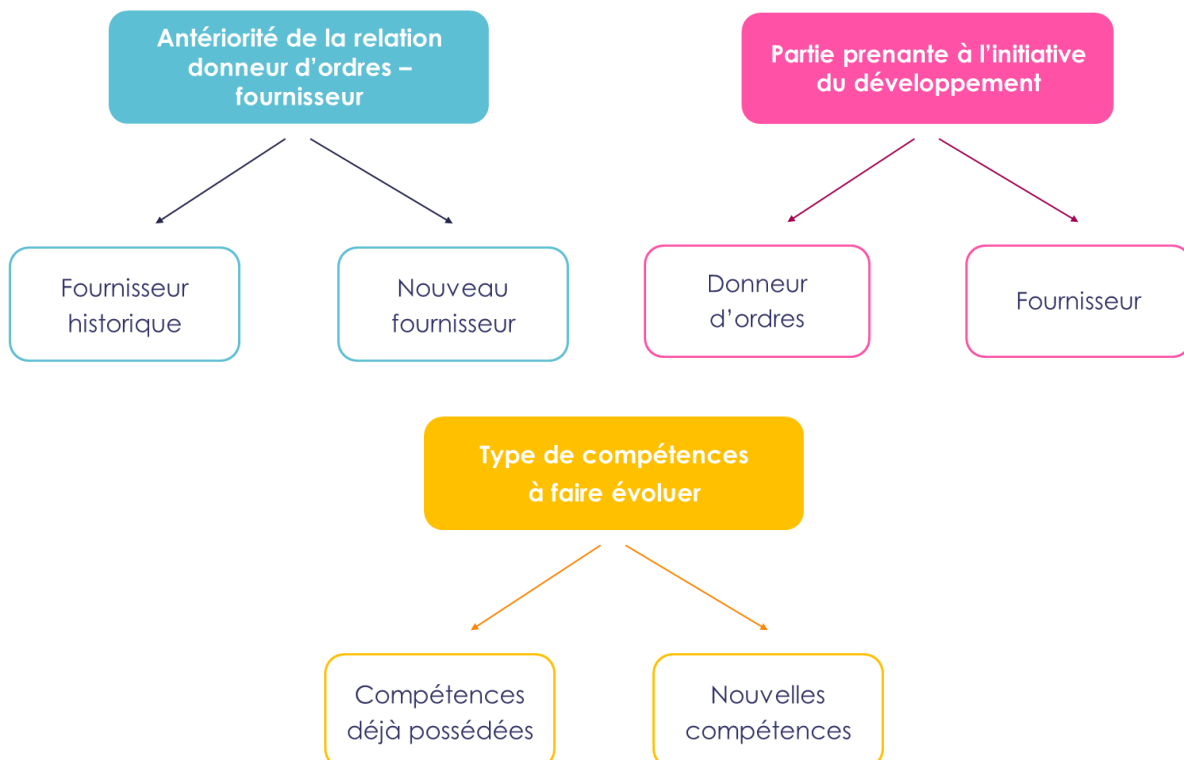 Antériorité de la relation
donneur d’ordres –
fournisseur
Partie prenante à l’initiative
du développement
Fournisseur
historique
Nouveau
fournisseur
Donneur
d’ordres
Fournisseur
Type de compétences
à faire évoluer
Compétences
déjà possédées
Nouvelles
compétences